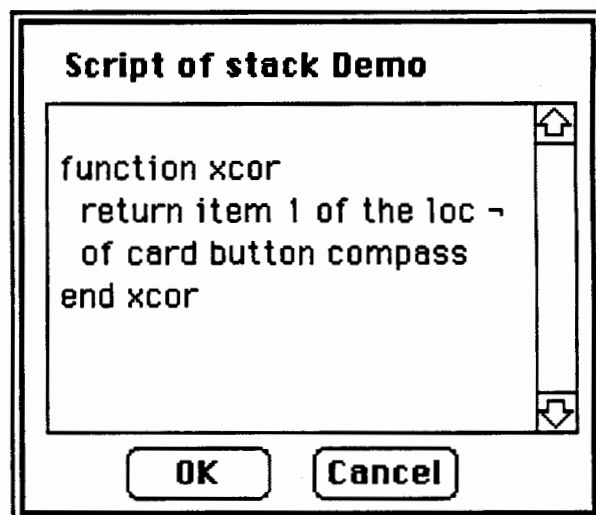 Script of stack Demo
function xcor
return item 1 of the loc ¬
of card button compass
end xcor
OK
Cancel